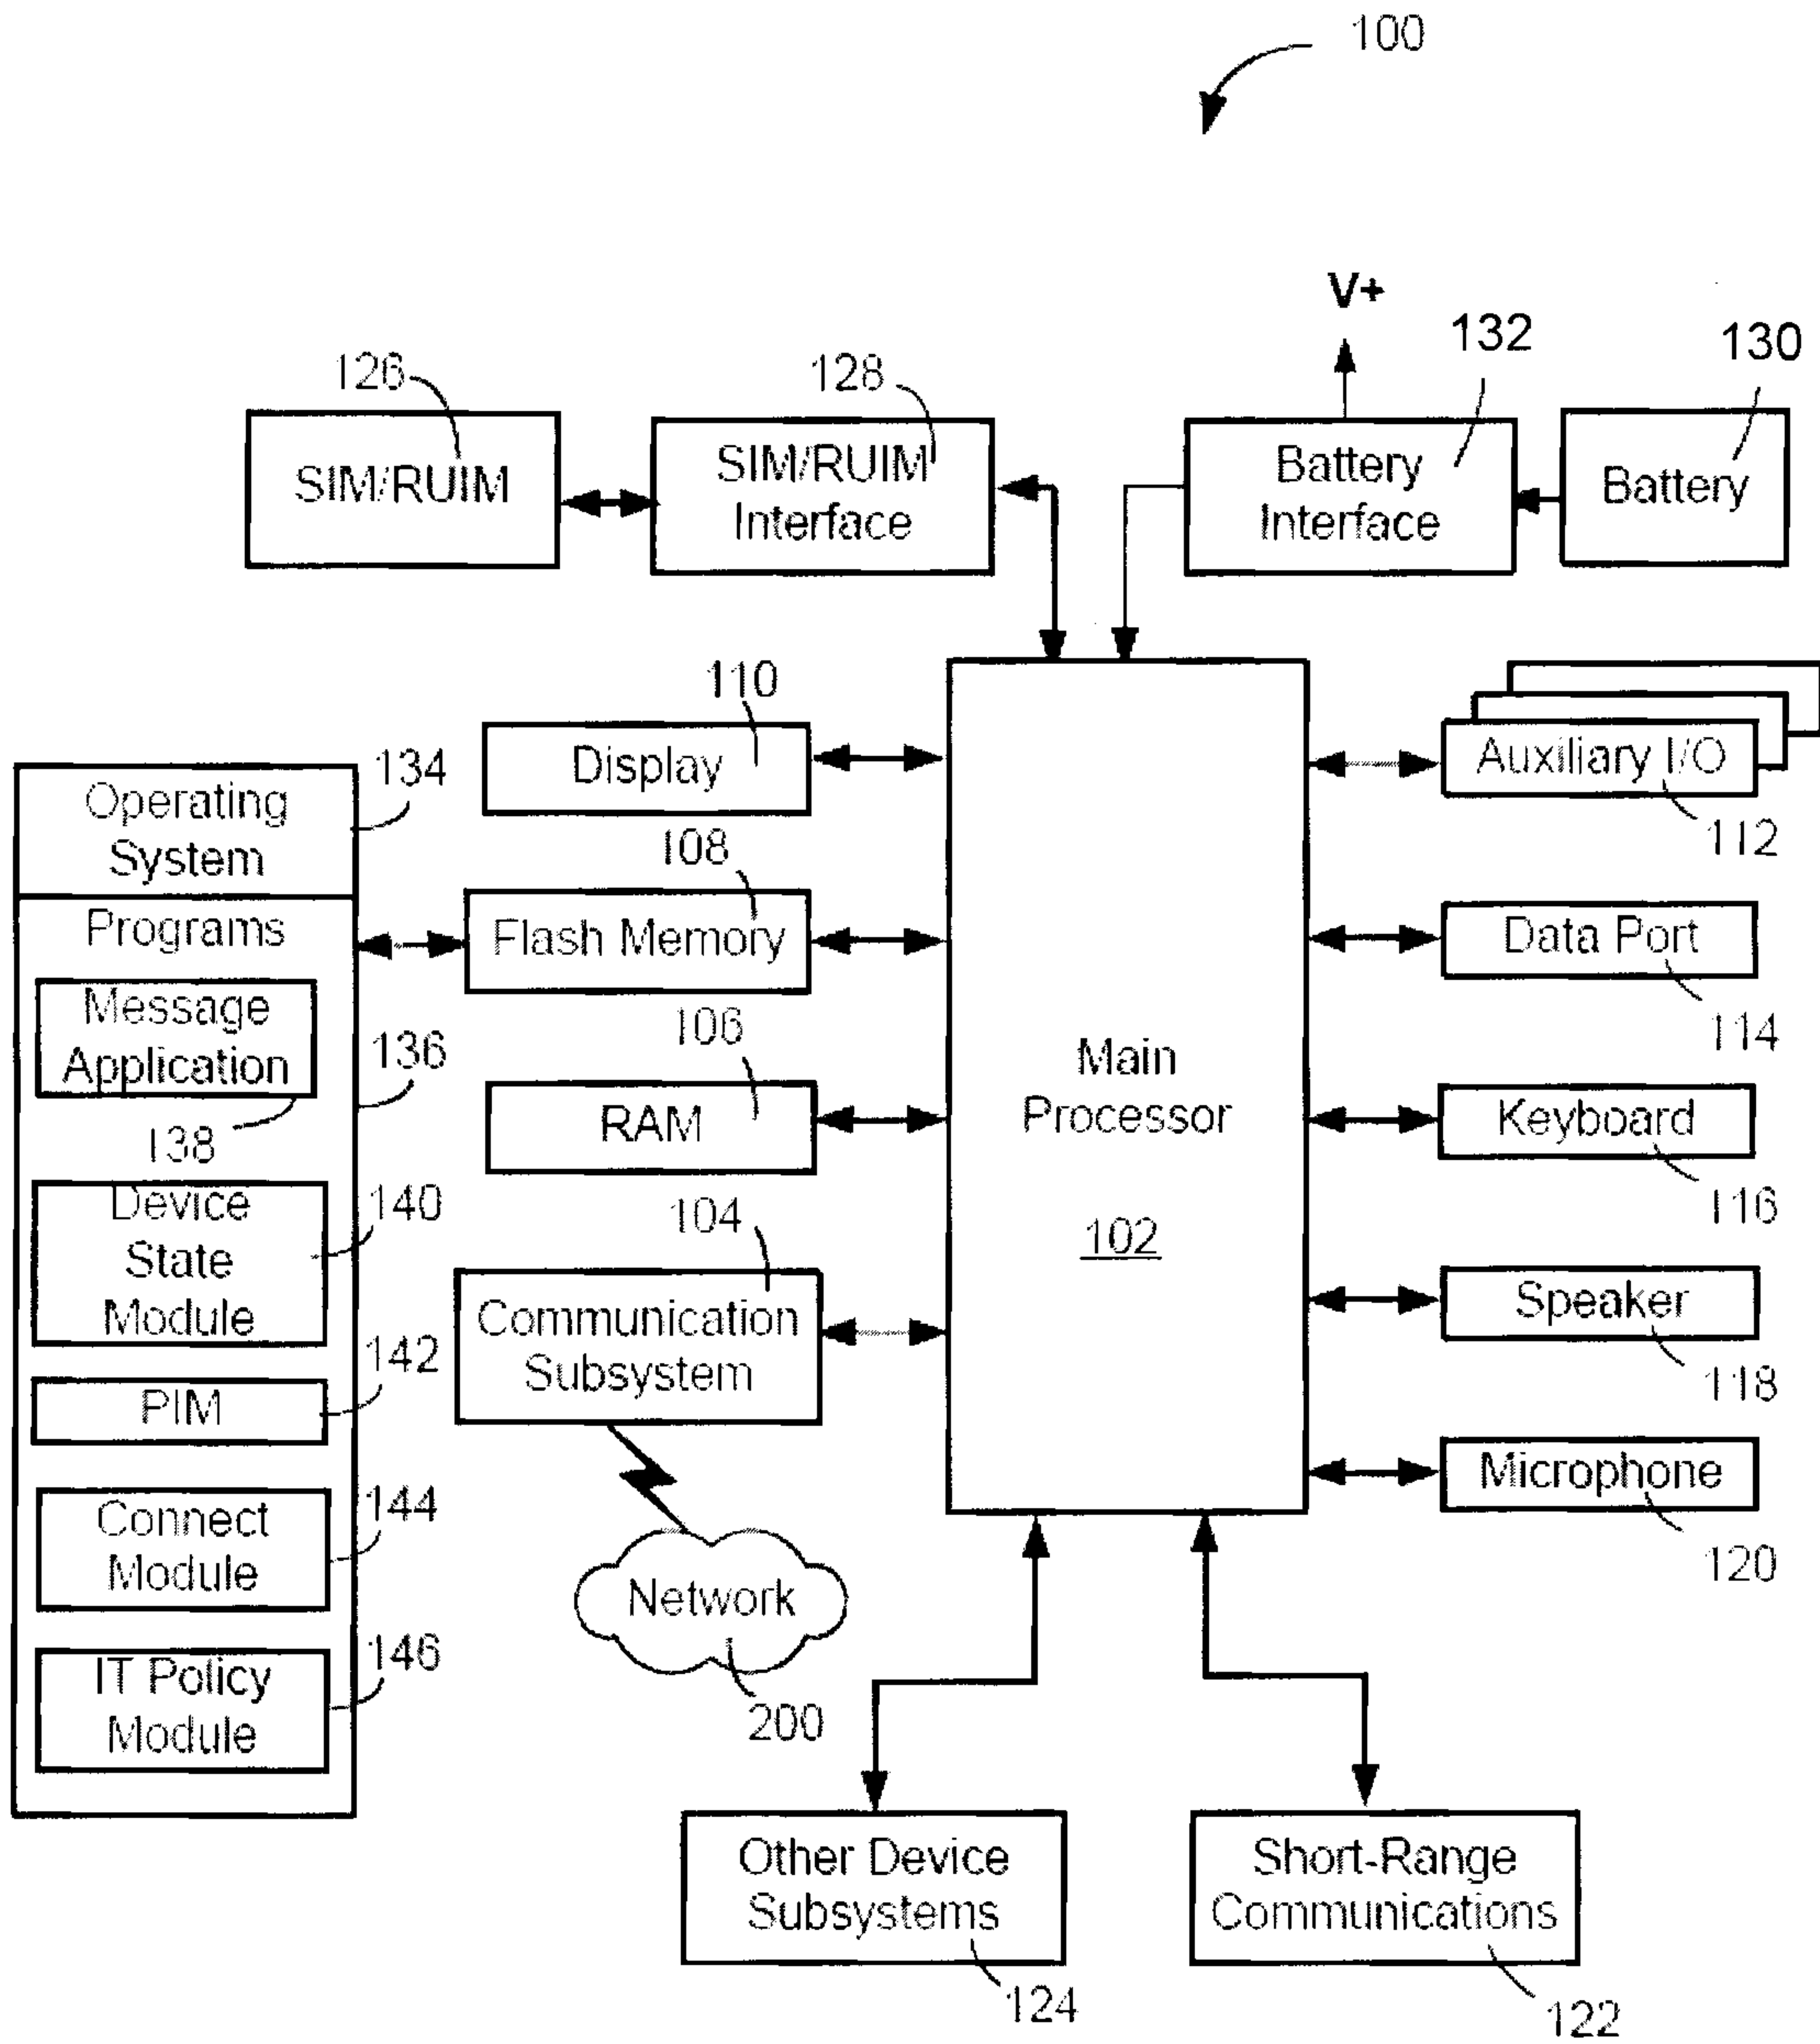 100
V+
132
130
126
128
SIM/RUIM
SIM/RUIM
Interface
Battery
Interface
Battery
110
Display
134
Operating
System
108
Flash Memory
Programs
Message
Application
138
136
106
RAM
Device
State
Module
140
104
Communication
Subsystem
142
PIM
Connect
Module
144
Network
200
IT Policy
Module
146
Main
Processor
102
Auxiliary I/O
112
Data Port
114
Keyboard
116
Speaker
118
Microphone
120
Other Device
Subsystems
124
Short-Range
Communications
122